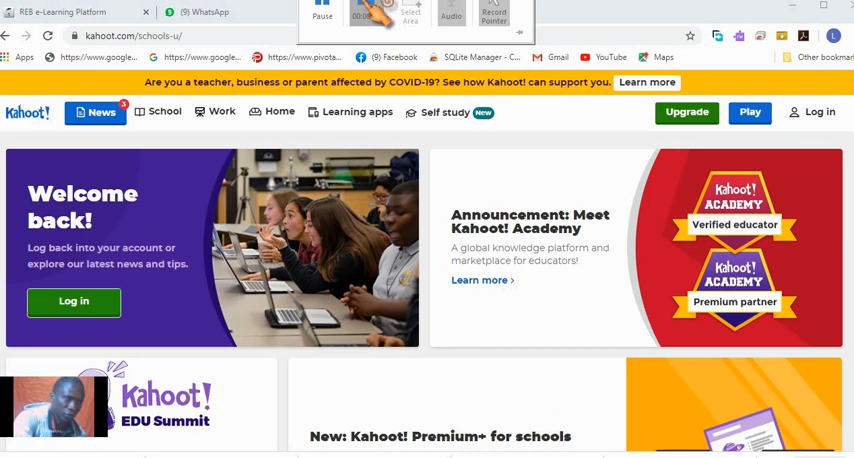 REB e-Learning Platform
(9) WhatsApp
Pause
Select
Area
Audio
Record
Pointer
kahoot.com/schools-u/
L
Apps
https://www.google...
https://www.google...
https://www.pivota...
(9) Facebook
SQLite Manager - C...
Gmail
YouTube
Maps
Other bookmar
Are you a teacher, business or parent affected by COVID-19? See how Kahoot! can support you.
Learn more
Kahoot!
News
3
School
Work
Home
Learning apps
Self study
New
Upgrade
Play
Log in
Welcome
back!
Log back into your account or
explore our latest news and tips.
Log in
Announcement: Meet
Kahoot! Academy
A global knowledge platform and
marketplace for educators!
Learn more ›
Kahoot!
ACADEMY
Verified educator
Kahoot!
ACADEMY
Premium partner
Kahoot!
EDU Summit
New: Kahoot! Premium+ for schools